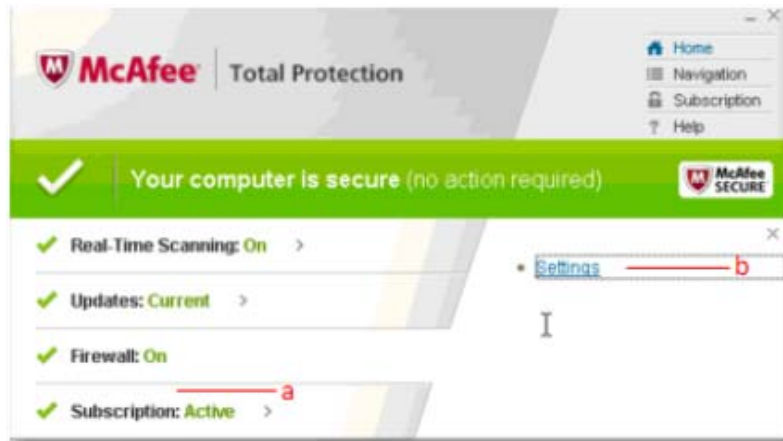 McAfee Total Protection
Home
Navigation
Subscription
? Help
Your computer is secure (no action required)
McAfee SECURE
Real-Time Scanning: On >
Updates: Current >
Firewall: On
Subscription: Active >
Settings
a
b